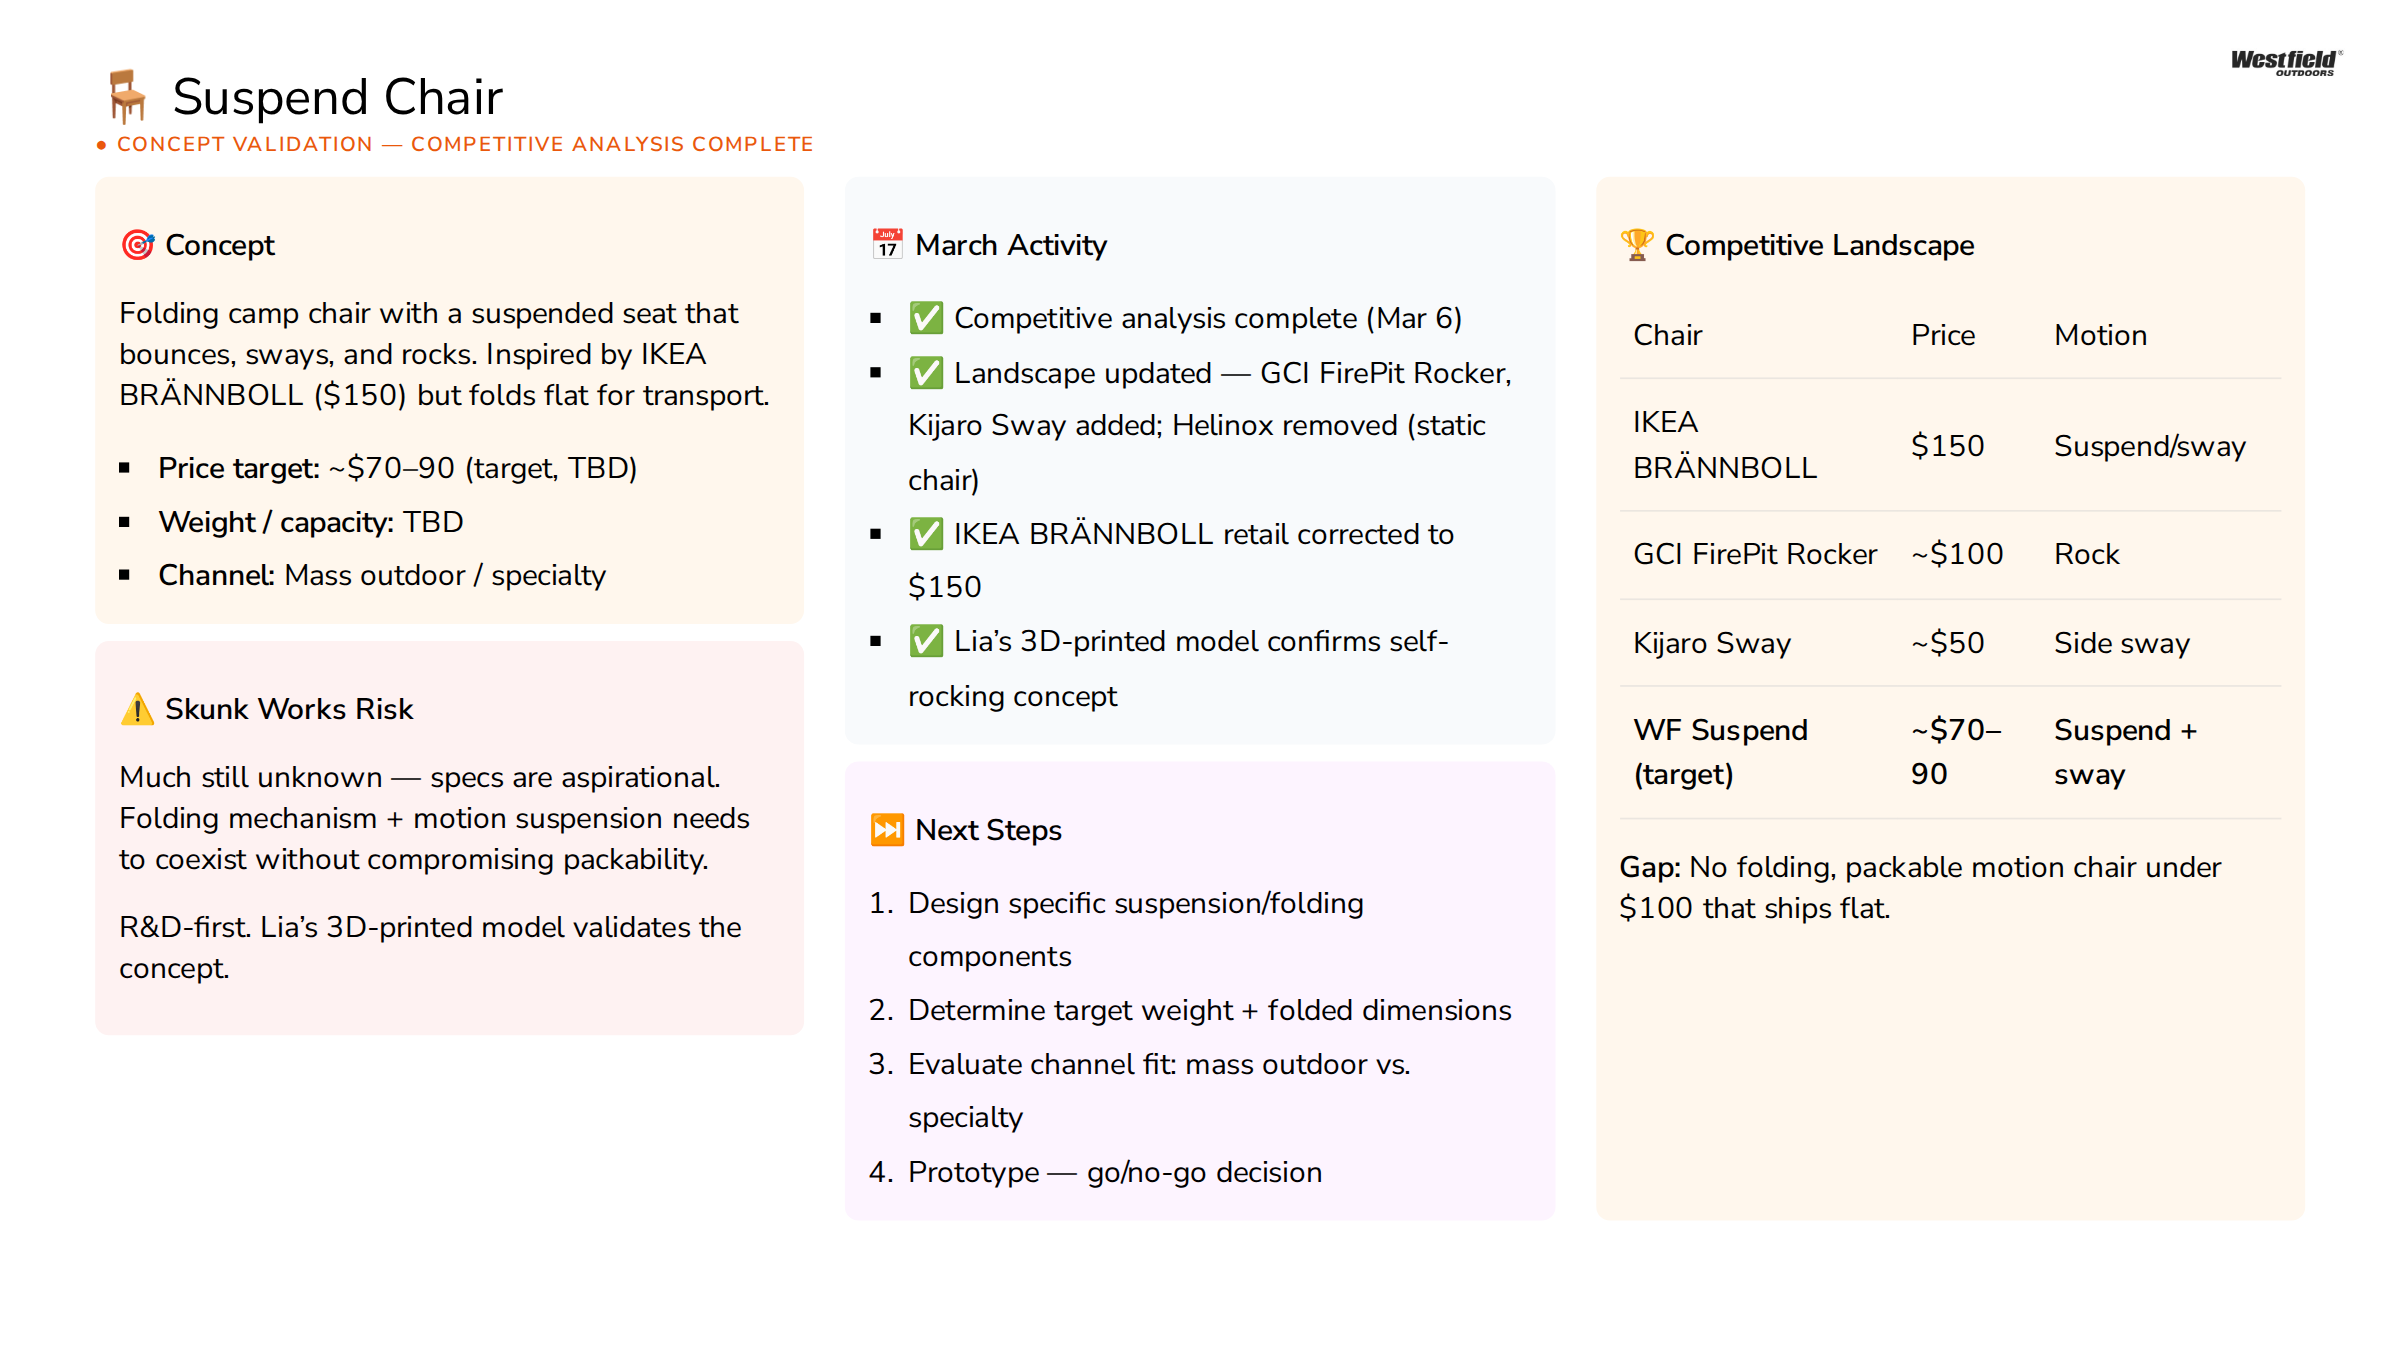 Westfield®
OUTDOORS
🪑 Suspend Chair
• CONCEPT VALIDATION — COMPETITIVE ANALYSIS COMPLETE
🎯 Concept
Folding camp chair with a suspended seat that
bounces, sways, and rocks. Inspired by IKEA
BRÄNNBOLL ($150) but folds flat for transport.
▪ Price target: ~$70–90 (target, TBD)
▪ Weight / capacity: TBD
▪ Channel: Mass outdoor / specialty
⚠️ Skunk Works Risk
Much still unknown — specs are aspirational.
Folding mechanism + motion suspension needs
to coexist without compromising packability.
R&D-first. Lia’s 3D-printed model validates the
concept.
📅 March Activity
▪ ✅ Competitive analysis complete (Mar 6)
▪ ✅ Landscape updated — GCI FirePit Rocker,
Kijaro Sway added; Helinox removed (static
chair)
▪ ✅ IKEA BRÄNNBOLL retail corrected to
$150
▪ ✅ Lia’s 3D-printed model confirms self-
rocking concept
⏭️ Next Steps
1. Design specific suspension/folding
components
2. Determine target weight + folded dimensions
3. Evaluate channel fit: mass outdoor vs.
specialty
4. Prototype — go/no-go decision
🏆 Competitive Landscape
Chair Price Motion
IKEA
BRÄNNBOLL $150 Suspend/sway
GCI FirePit Rocker ~$100 Rock
Kijaro Sway ~$50 Side sway
WF Suspend ~$70– Suspend +
(target) 90 sway
Gap: No folding, packable motion chair under
$100 that ships flat.